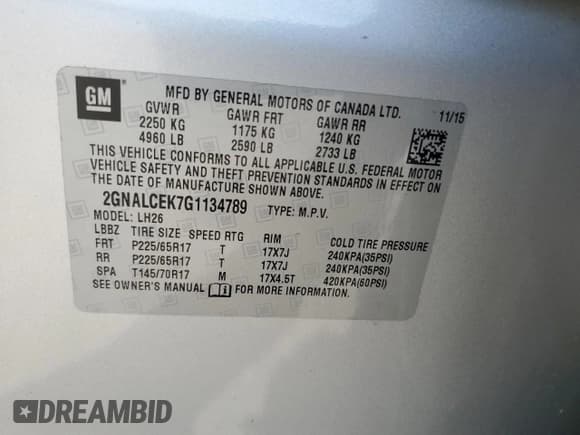 GM
MFD BY GENERAL MOTORS OF CANADA LTD. 11/15
GVWR GAWR FRT GAWR RR
2250 KG 1175 KG 1240 KG
4960 LB 2590 LB 2733 LB
THIS VEHICLE CONFORMS TO ALL APPLICABLE U.S. FEDERAL MOTOR
VEHICLE SAFETY AND THEFT PREVENTION STANDARDS IN EFFECT ON
THE DATE OF MANUFACTURE SHOWN ABOVE.
2GNALCEK7G1134789 TYPE: M.P.V.
MODEL: LH26
LBBZ TIRE SIZE SPEED RTG RIM COLD TIRE PRESSURE
FRT P225/65R17 T 17X7J 240KPA(35PSI)
RR P225/65R17 T 17X7J 240KPA(35PSI)
SPA T145/70R17 M 17X4.5T 420KPA(60PSI)
SEE OWNER'S MANUAL FOR MORE INFORMATION.
DREAMBID